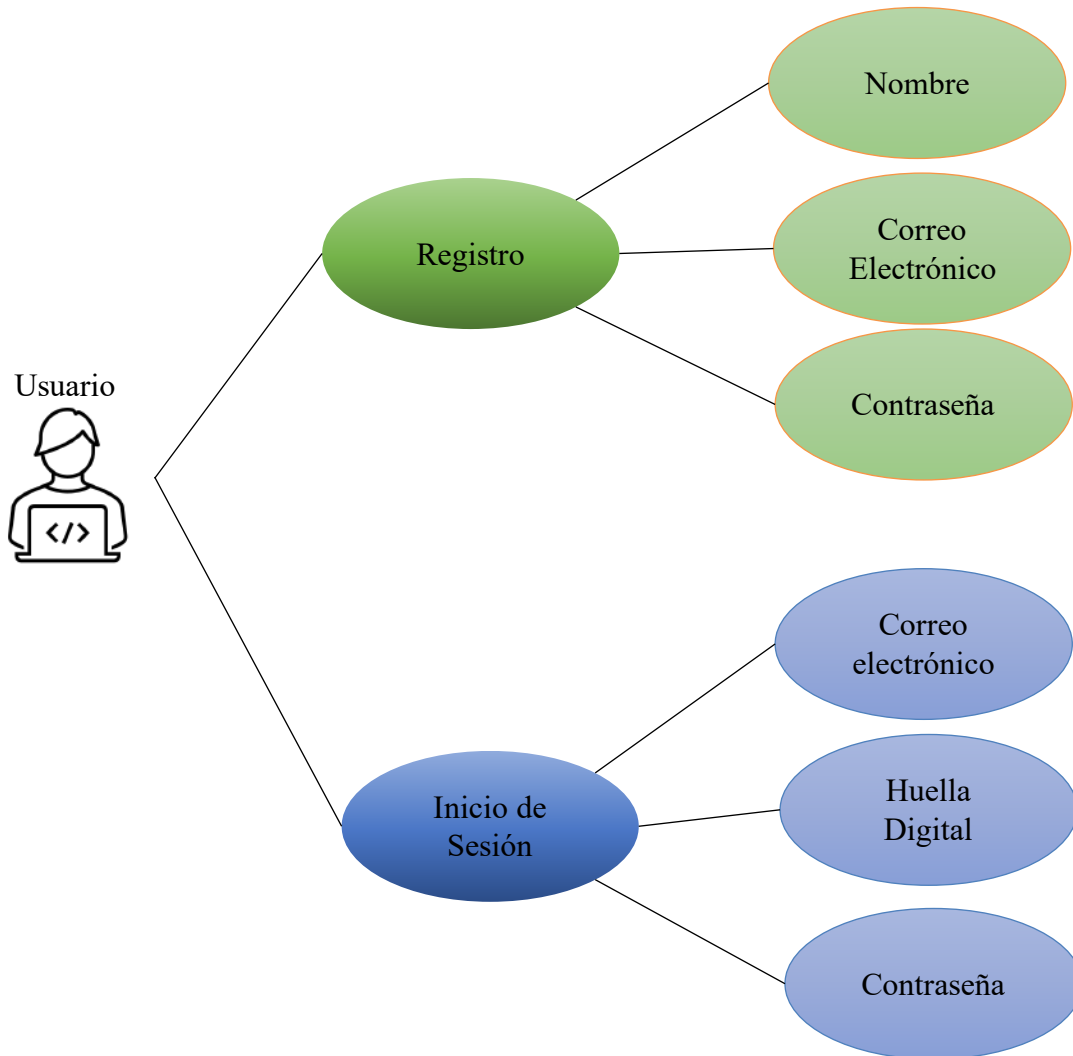 Nombre
Registro
Correo
Electrónico
Contraseña
Usuario
</>
Correo
electrónico
Inicio de
Sesión
Huella
Digital
Contraseña